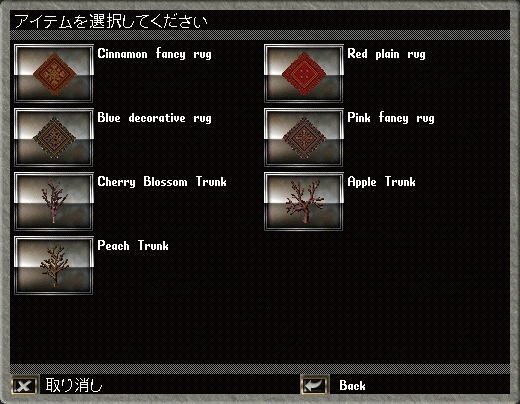 アイテムを選択してください
Cinnamon fancy rug
Red plain rug
Blue decorative rug
Pink fancy rug
Cherry Blossom Trunk
Apple Trunk
Peach Trunk
取り消し
Back